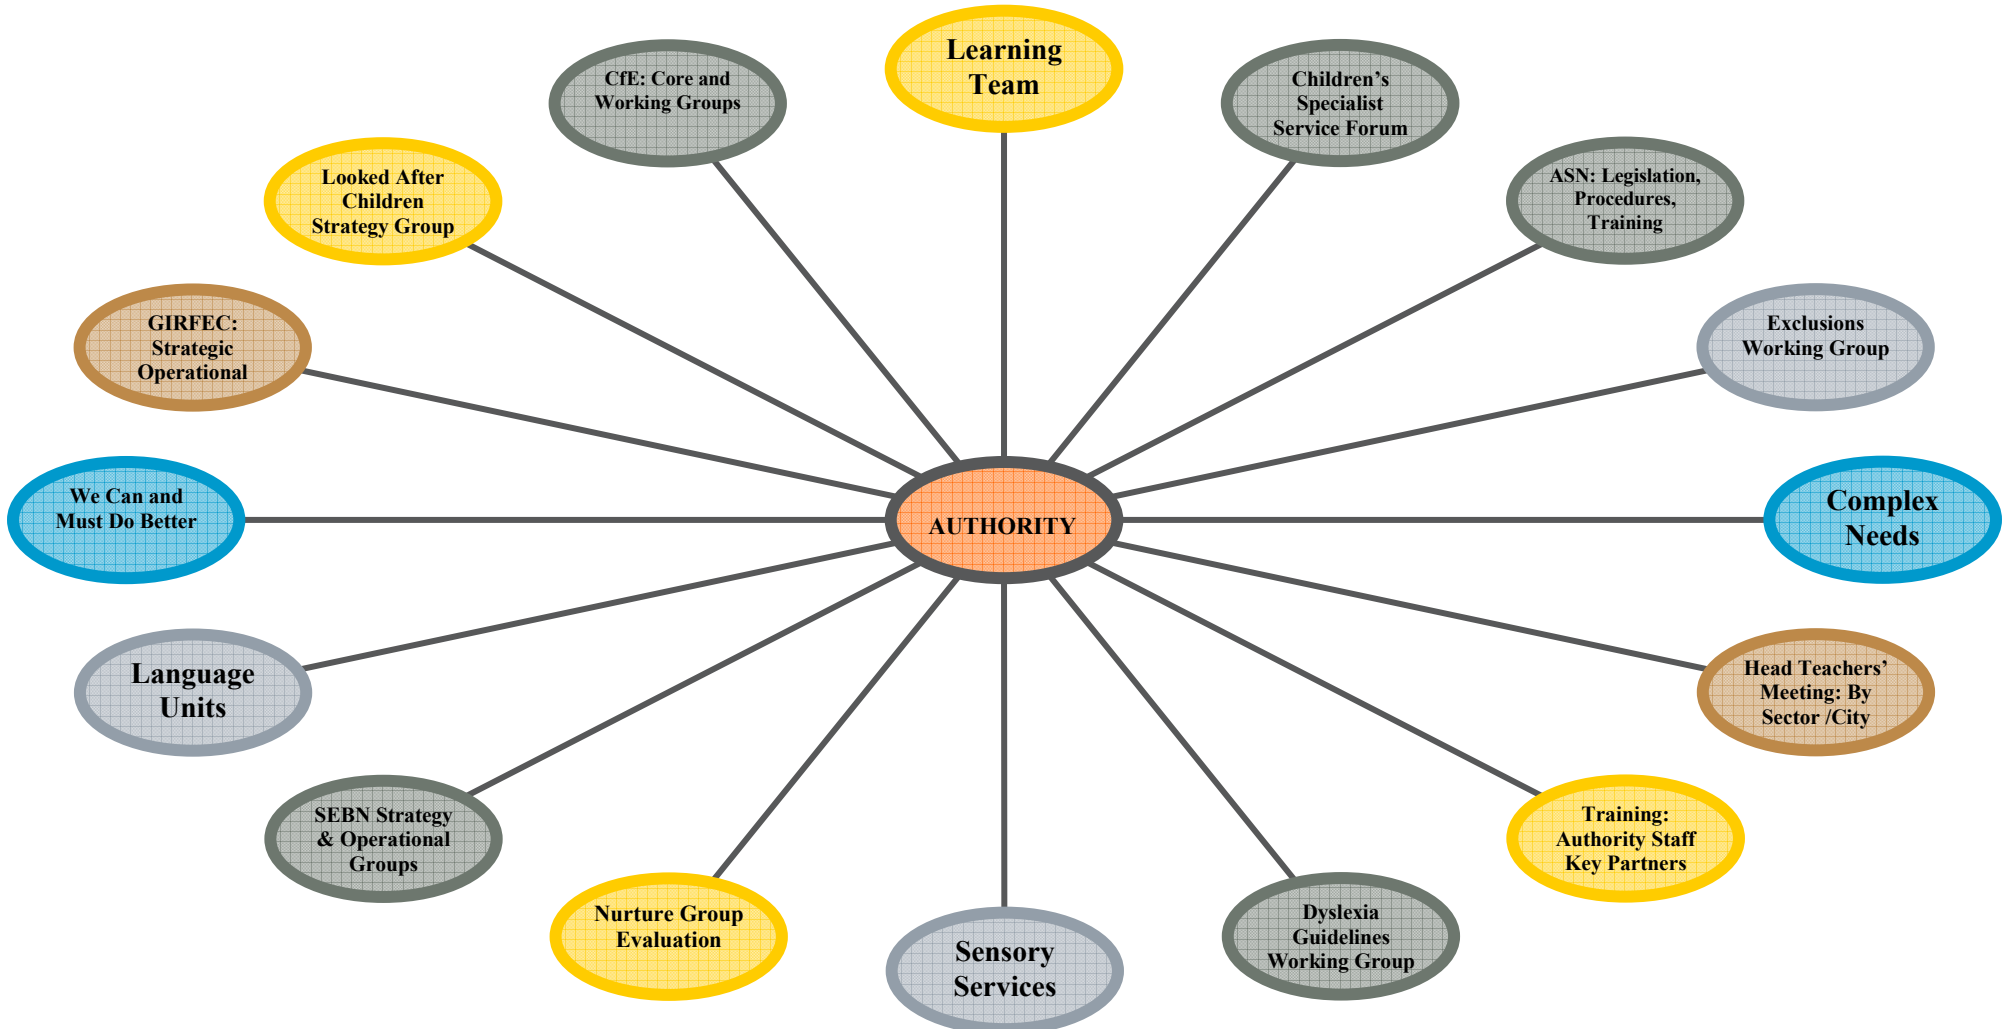 Learning
Team
CfE: Core and
Working Groups
Children's
Specialist
Service Forum
Looked After
Children
Strategy Group
ASN: Legislation,
Procedures,
Training
GIRFEC:
Strategic
Operational
Exclusions
Working Group
We Can and
Must Do Better
AUTHORITY
Complex
Needs
Language
Units
Head Teachers'
Meeting: By
Sector /City
SEBN Strategy
& Operational
Groups
Training:
Authority Staff
Key Partners
Nurture Group
Evaluation
Sensory
Services
Dyslexia
Guidelines
Working Group